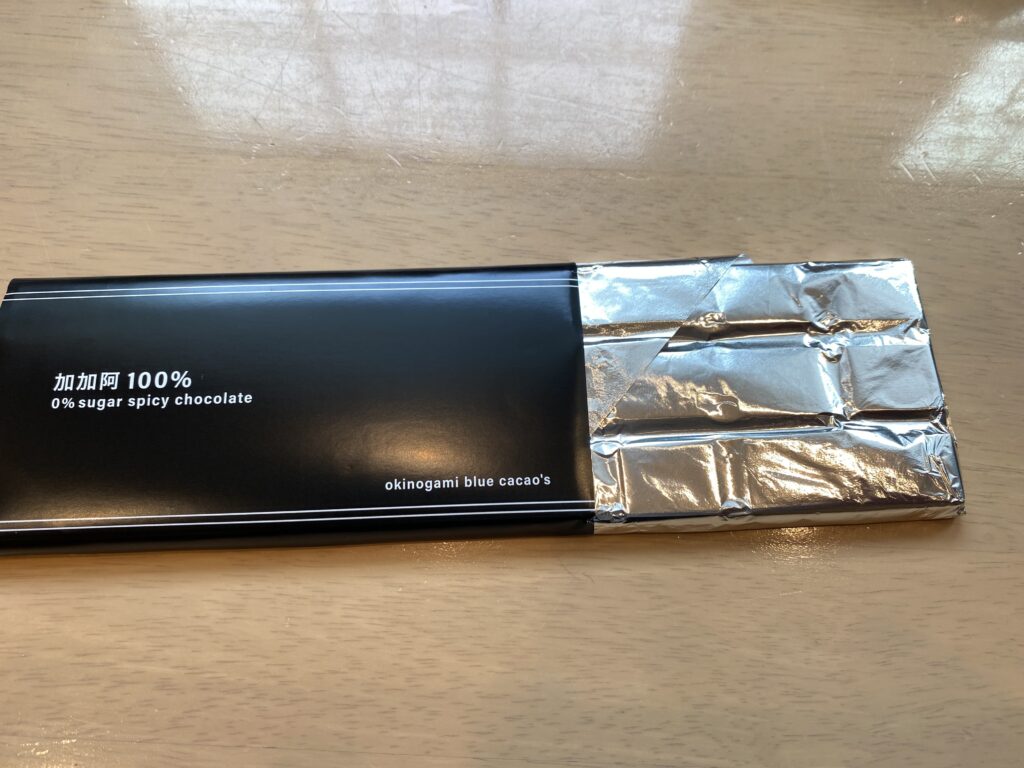 加加阿 100%
0% sugar spicy chocolate
okinogami blue cacao's